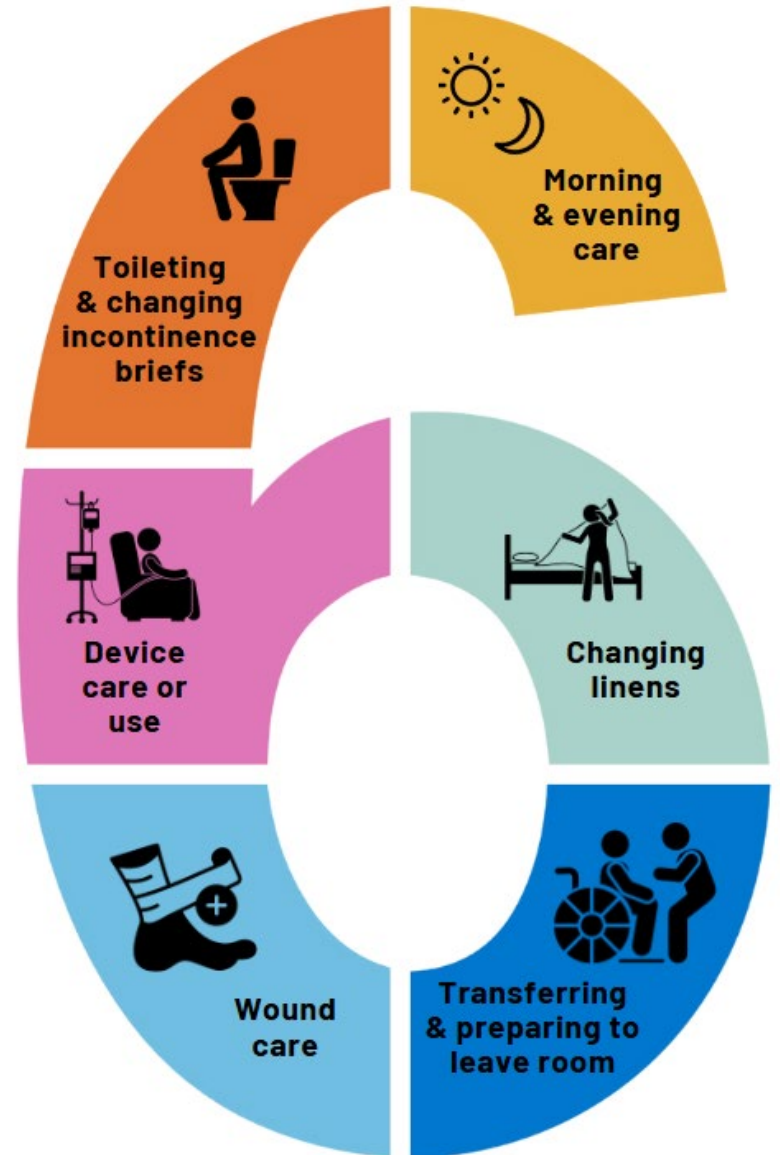 Morning
& evening
care
Toileting
& changing
incontinence
briefs
Device
care or
use
Changing
linens
Wound
care
Transferring
& preparing to
leave room